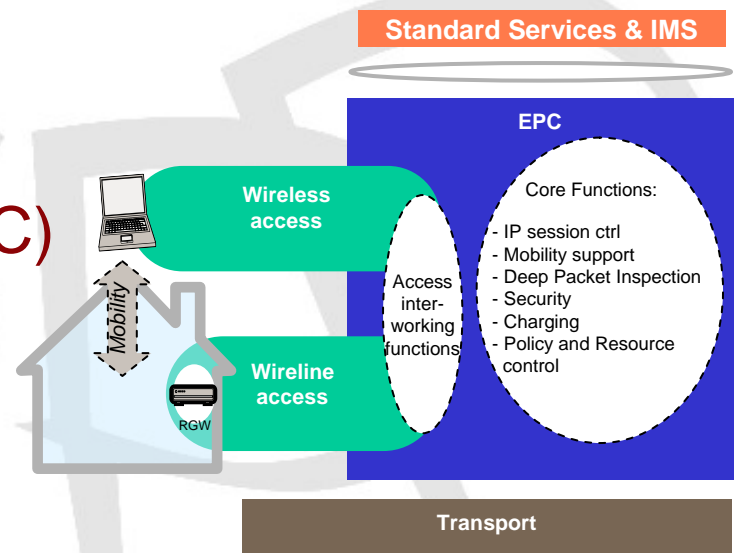 Standard Services & IMS
EPC
C)
Wireless
access
Core Functions:
- IP session ctrl
- Mobility support
- Deep Packet Inspection
- Security
- Charging
- Policy and Resource
control
Access
inter-
working
functions
Mobility
Wireline
access
RGW
Transport